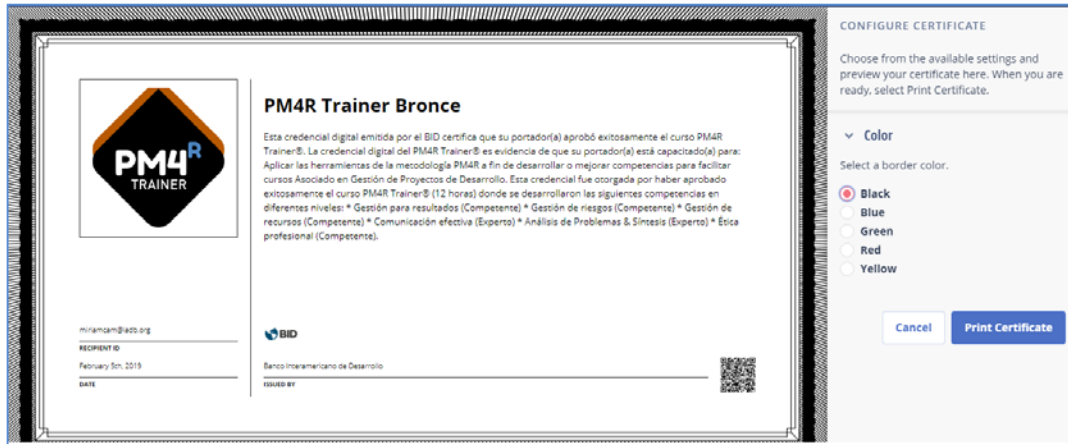 PM4R
TRAINER
PM4R Trainer Bronce
Esta credencial digital emitida por el BID certifica que su portador(a) aprobó exitosamente el curso PM4R
Trainer®. La credencial digital del PM4R Trainer® es evidencia de que su portador(a) está capacitado(a) para:
Aplicar las herramientas de la metodología PM4R a fin de desarrollar o mejorar competencias para facilitar
cursos Asociado en Gestión de Proyectos de Desarrollo. Esta credencial fue otorgada por haber aprobado
exitosamente el curso PM4R Trainer® (12 horas) donde se desarrollaron las siguientes competencias en
diferentes niveles: * Gestión para resultados (Competente) * Gestión de riesgos (Competente) * Gestión de
recursos (Competente) * Comunicación efectiva (Experto) * Análisis de Problemas & Síntesis (Experto) * Ética
profesional (Competente).
miriamcam@iadb.org
RECIPIENT ID
February 5th, 2019
DATE
BID
Banco Interamericano de Desarrollo
ISSUED BY
CONFIGURE CERTIFICATE
Choose from the available settings and
preview your certificate here. When you are
ready, select Print Certificate.
Color
Select a border color.
Black
Blue
Green
Red
Yellow
Cancel
Print Certificate